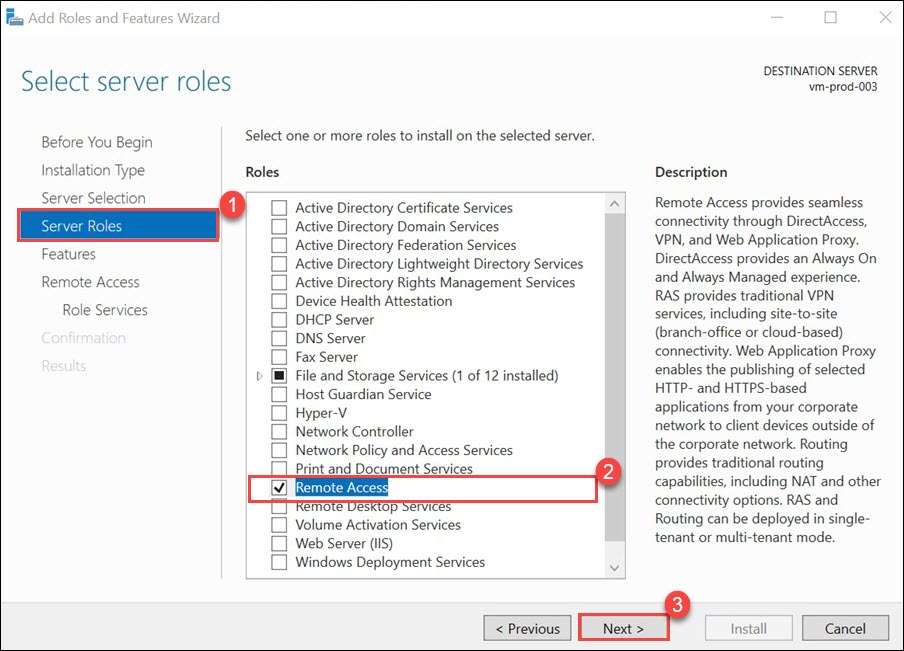 Add Roles and Features Wizard
Select server roles
DESTINATION SERVER
vm-prod-003
Before You Begin
Installation Type
Server Selection
Server Roles
Features
Remote Access
Role Services
Confirmation
Results
1
Select one or more roles to install on the selected server.
Roles
Active Directory Certificate Services
Active Directory Domain Services
Active Directory Federation Services
Active Directory Lightweight Directory Services
Active Directory Rights Management Services
Device Health Attestation
DHCP Server
DNS Server
Fax Server
File and Storage Services (1 of 12 installed)
Host Guardian Service
Hyper-V
Network Controller
Network Policy and Access Services
Print and Document Services
Remote Access
2
Remote Desktop Services
Volume Activation Services
Web Server (IIS)
Windows Deployment Services
Description
Remote Access provides seamless
connectivity through DirectAccess,
VPN, and Web Application Proxy.
DirectAccess provides an Always On
and Always Managed experience.
RAS provides traditional VPN
services, including site-to-site
(branch-office or cloud-based)
connectivity. Web Application Proxy
enables the publishing of selected
HTTP- and HTTPS-based
applications from your corporate
network to client devices outside of
the corporate network. Routing
provides traditional routing
capabilities, including NAT and other
connectivity options. RAS and
Routing can be deployed in single-
tenant or multi-tenant mode.
3
< Previous
Next >
Install
Cancel